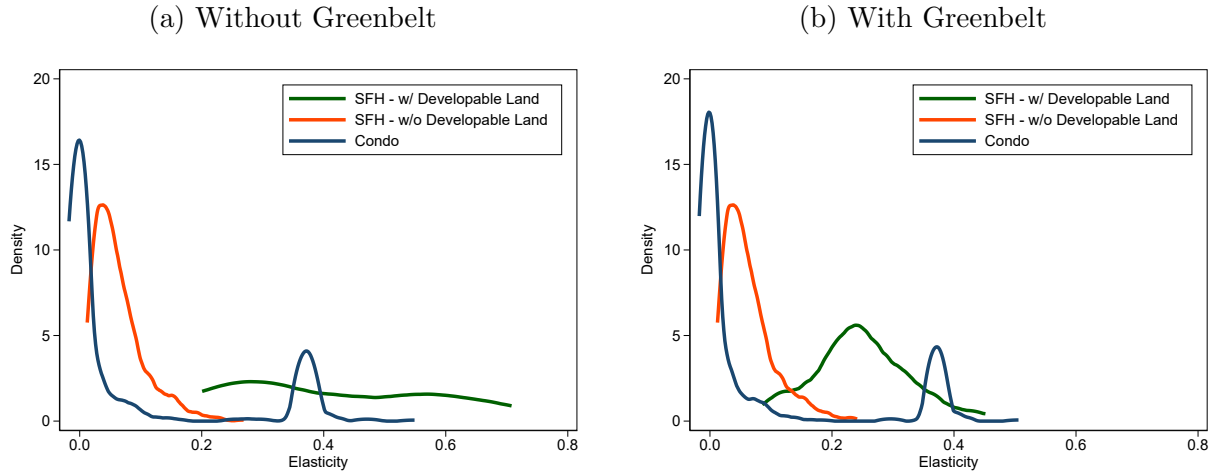 (a) Without Greenbelt
20
15
10
5
0
Density
0.0 0.2 0.4 0.6 0.8
Elasticity
SFH - w/ Developable Land
SFH - w/o Developable Land
Condo
(b) With Greenbelt
20
15
10
5
0
Density
0.0 0.2 0.4 0.6 0.8
Elasticity
SFH - w/ Developable Land
SFH - w/o Developable Land
Condo